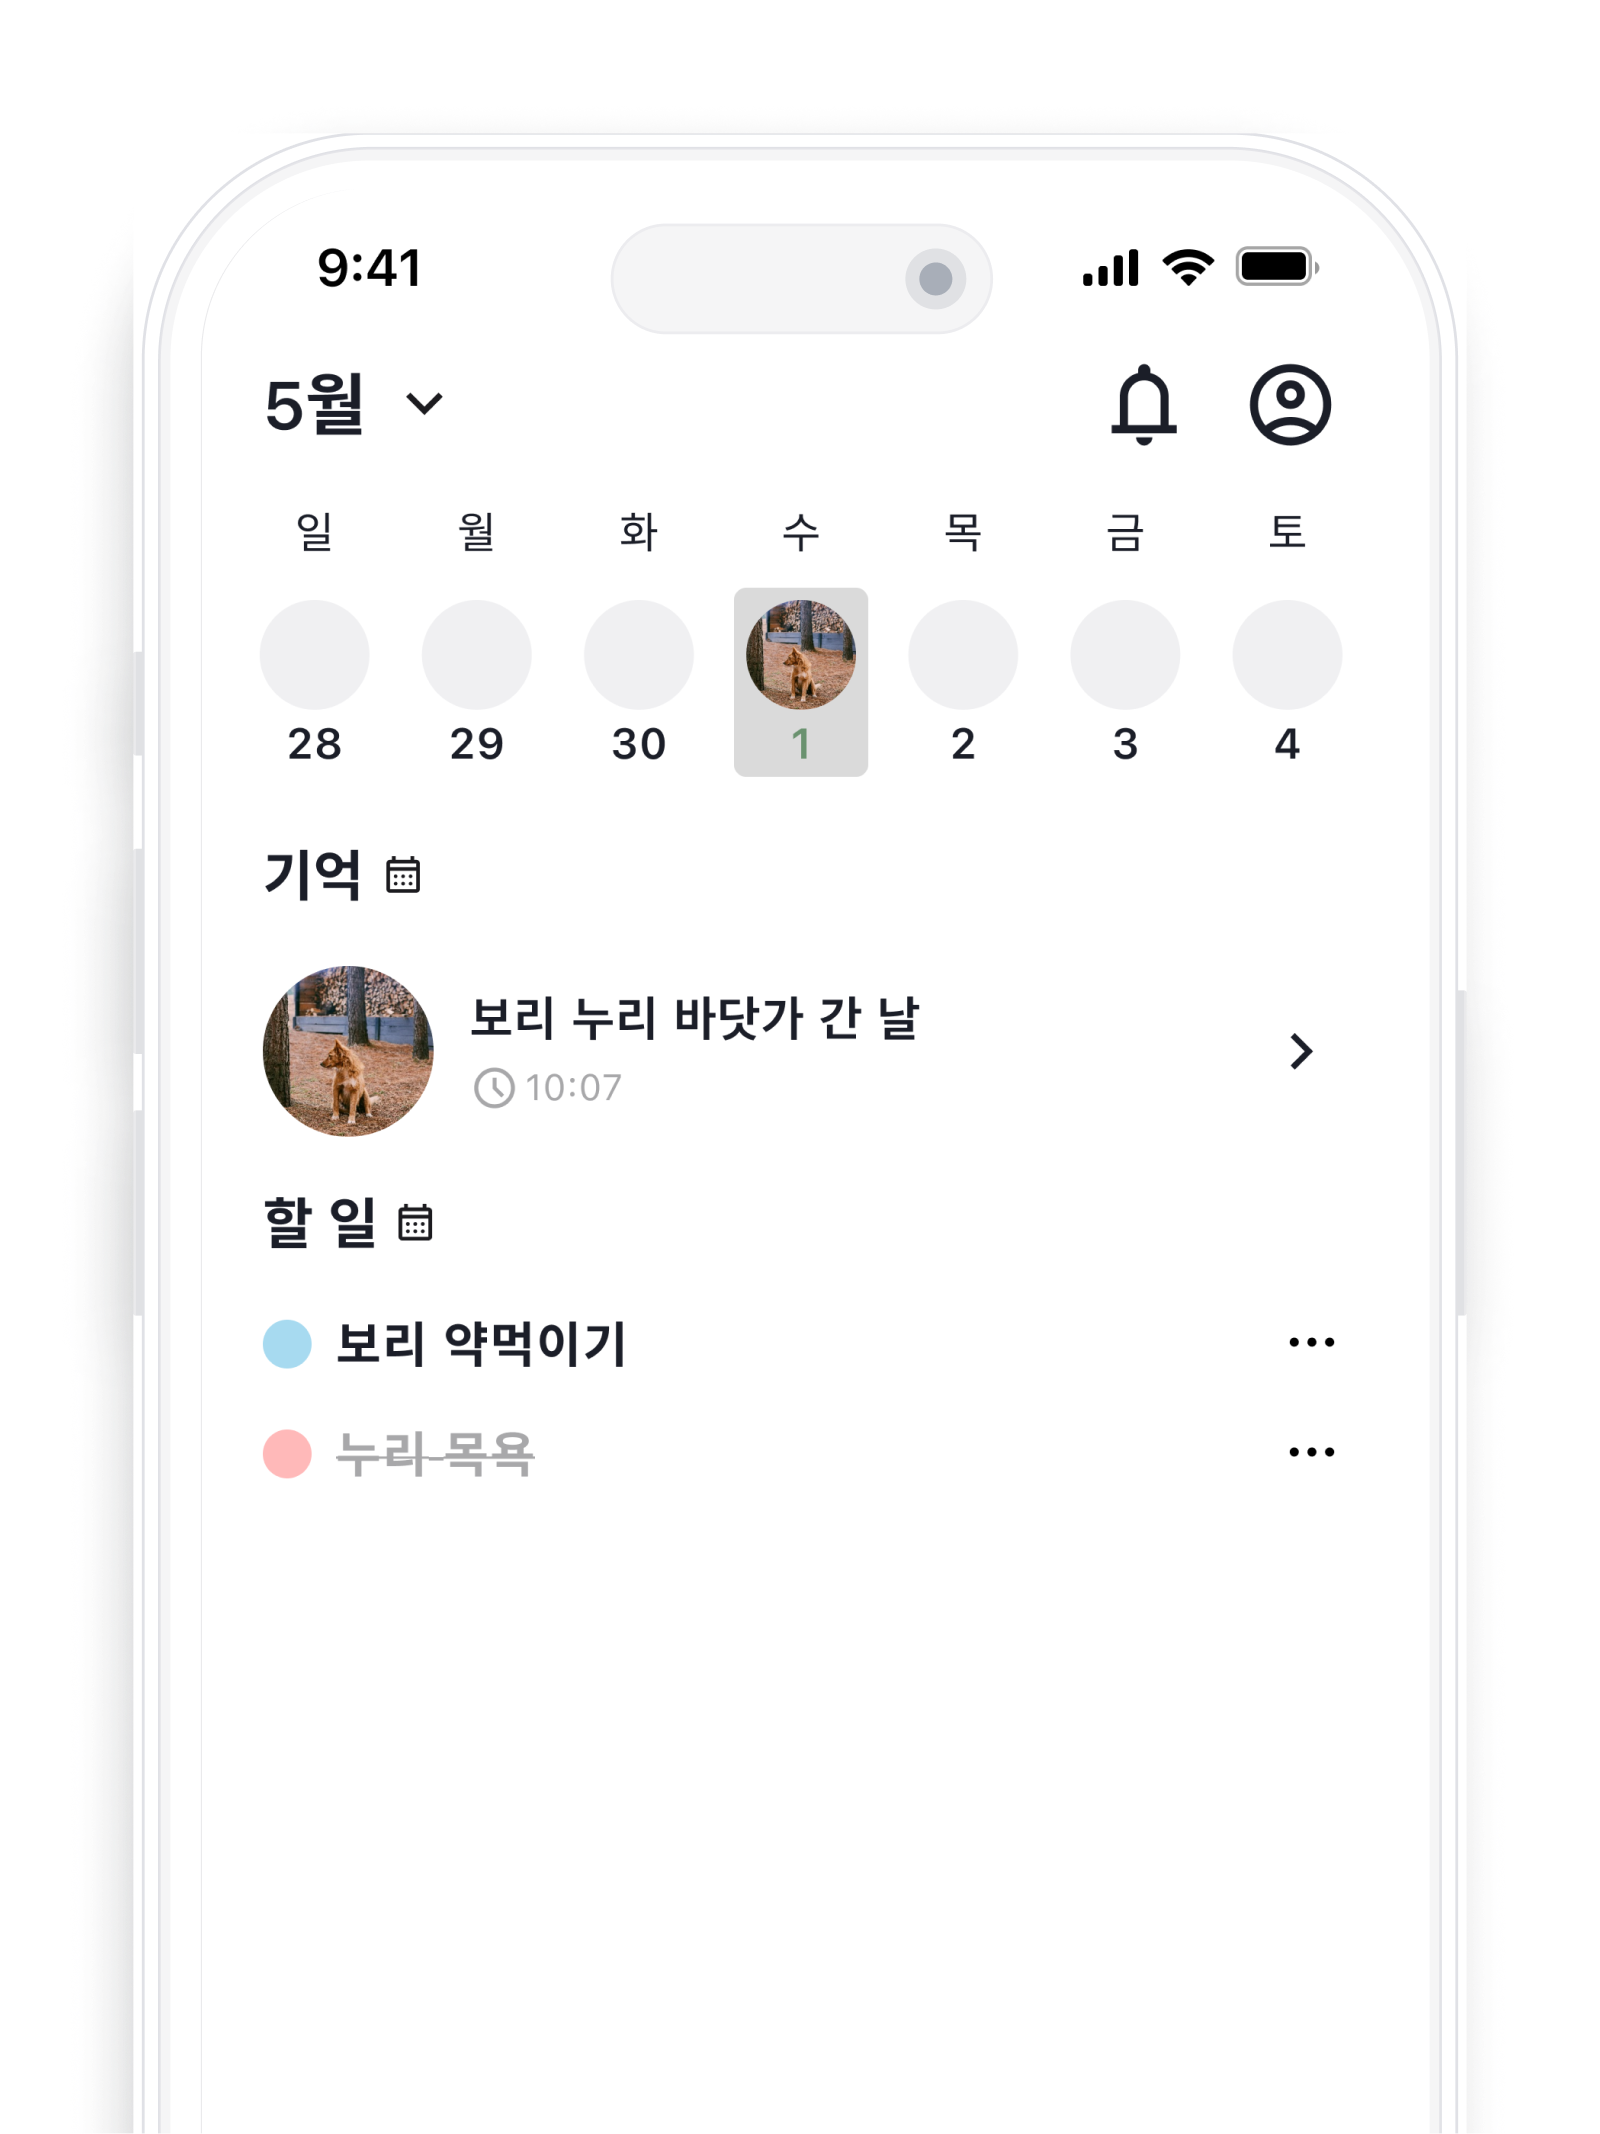 9:41
5월
일 월 화 수 목 금 토
28 29 30 1 2 3 4
기억
보리 누리 바닷가 간 날
10:07
할 일
보리 약먹이기
누리 목욕